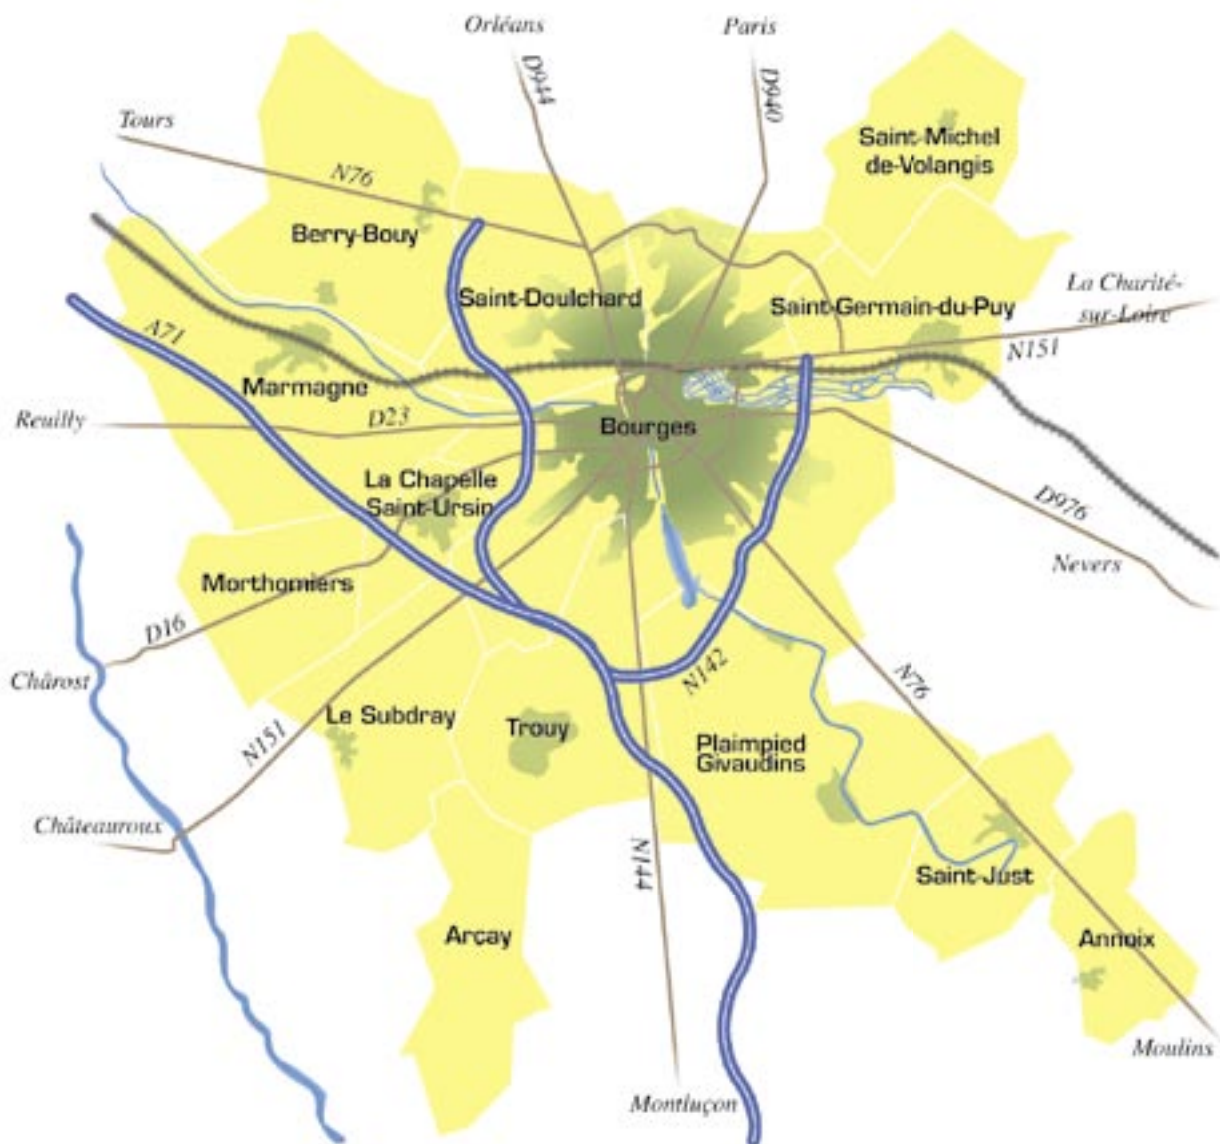 Orléans
Paris
D944
D940
Tours
Saint-Michel
de-Volangis
N76
Berry-Bouy
Saint-Doulchard
Saint-Germain-du-Puy
La Charité-
sur-Loire
A71
N151
Marmagne
Reuilly
D23
Bourges
La Chapelle
Saint-Ursin
D976
Nevers
Morthomiers
D16
Chârost
N142
N76
Le Subdray
N151
Trouy
Plaimpied
Givaudins
Châteauroux
N144
Saint-Just
Arçay
Annoix
Moulins
Montluçon